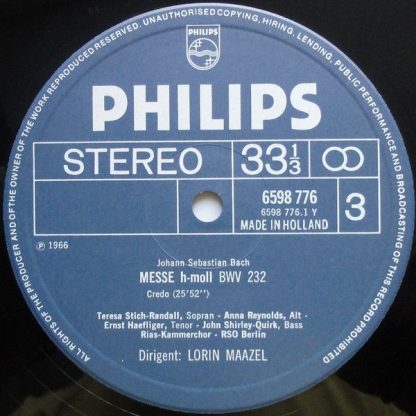 ALL RIGHTS OF THE PRODUCER AND OF THE OWNER OF THE WORK REPRODUCED RESERVED. UNAUTHORISED COPYING, HIRING, LENDING, PUBLIC PERFORMANCE AND BROADCASTING OF THIS RECORD PROHIBITED
PHILIPS
PHILIPS
STEREO 33 1/3
6598 776
6598 776.1 Y
MADE IN HOLLAND
3
℗ 1966
Johann Sebastian Bach
MESSE h-moll BWV 232
Credo (25'52'')
Teresa Stich-Randall, Sopran - Anna Reynolds, Alt -
Ernst Haefliger, Tenor - John Shirley-Quirk, Bass
Rias-Kammerchor - RSO Berlin
Dirigent: LORIN MAAZEL